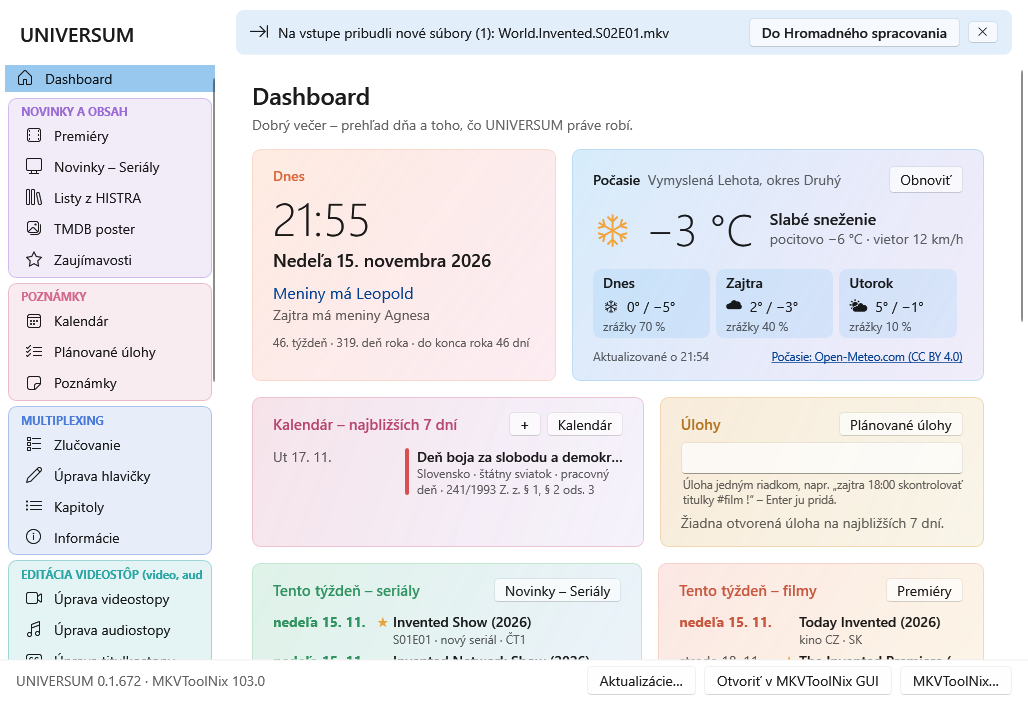 UNIVERSUM
Na vstupe pribudli nové súbory (1): World.Invented.S02E01.mkv
Do Hromadného spracovania
Dashboard
NOVINKY A OBSAH
Premiéry
Novinky – Seriály
Listy z HISTRA
TMDB poster
Zaujímavosti
POZNÁMKY
Kalendár
Plánované úlohy
Poznámky
MULTIPLEXING
Zlučovanie
Úprava hlavičky
Kapitoly
Informácie
EDITÁCIA VIDEOSTÔP (video, aud
Úprava videostopy
Úprava audiostopy
Dashboard
Dobrý večer – prehľad dňa a toho, čo UNIVERSUM práve robí.
Dnes
21:55
Nedeľa 15. novembra 2026
Meniny má Leopold
Zajtra má meniny Agnesa
46. týždeň · 319. deň roka · do konca roka 46 dní
Počasie Vymyslená Lehota, okres Druhý
Obnoviť
−3 °C
Slabé sneženie
pocitovo −6 °C · vietor 12 km/h
Dnes
0° / −5°
zrážky 70 %
Zajtra
2° / −3°
zrážky 40 %
Utorok
5° / −1°
zrážky 10 %
Aktualizované o 21:54
Počasie: Open-Meteo.com (CC BY 4.0)
Kalendár – najbližších 7 dní
+
Kalendár
Ut 17. 11.
Deň boja za slobodu a demokr...
Slovensko · štátny sviatok · pracovný
deň · 241/1993 Z. z. § 1, § 2 ods. 3
Úlohy
Plánované úlohy
Úloha jedným riadkom, napr. „zajtra 18:00 skontrolovať
titulky #film !“ – Enter ju pridá.
Žiadna otvorená úloha na najbližších 7 dní.
Tento týždeň – seriály
Novinky – Seriály
nedeľa 15. 11.
★ Invented Show (2026)
S01E01 · nový seriál · ČT1
Tento týždeň – filmy
Premiéry
nedeľa 15. 11.
Today Invented (2026)
kino CZ · SK
UNIVERSUM 0.1.672 · MKVToolNix 103.0
Aktualizácie...
Otvoriť v MKVToolNix GUI
MKVToolNix...